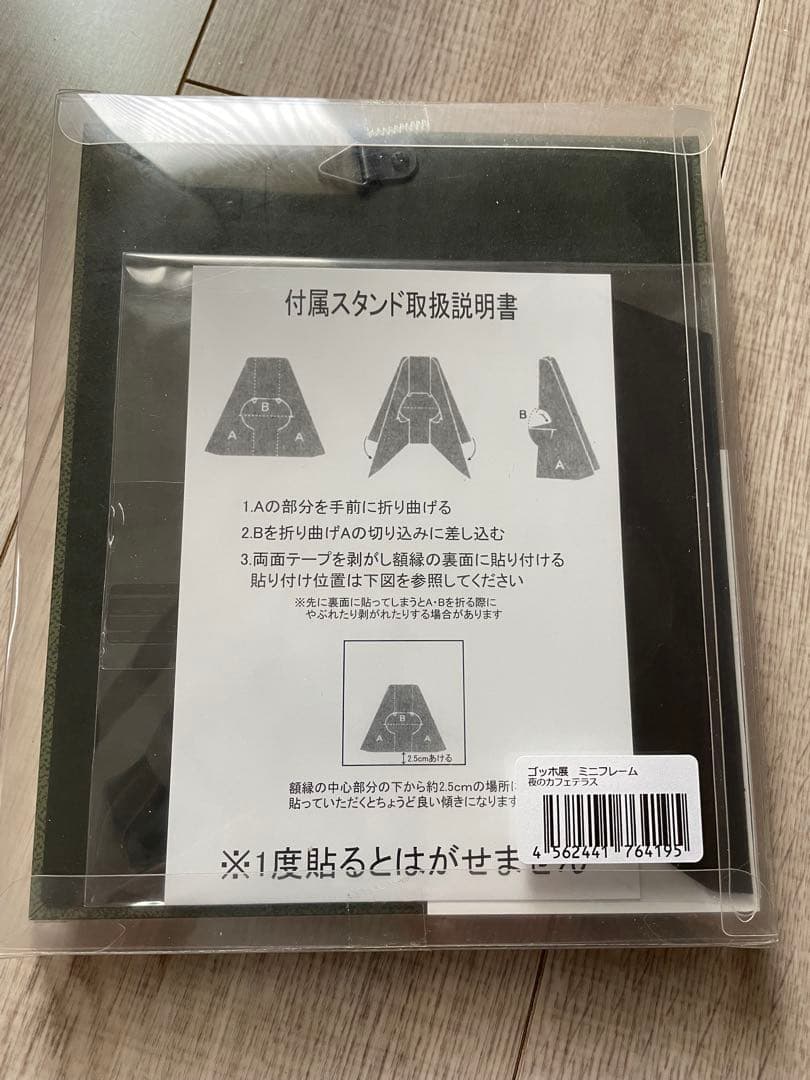 付属スタンド取扱説明書
B
A A
B
A
1.Aの部分を手前に折り曲げる
2.Bを折り曲げAの切り込みに差し込む
3.両面テープを剥がし額縁の裏面に貼り付ける
貼り付け位置は下図を参照してください
※先に裏面に貼ってしまうとA・Bを折る際に
やぶれたり剥がれたりする場合があります
B
A A
2.5cmあける
額縁の中心部分の下から約2.5cmの場所に
貼っていただくとちょうど良い傾きになります
※1度貼るとはがせません
ゴッホ展 ミニフレーム
夜のカフェテラス
4 562441 764195